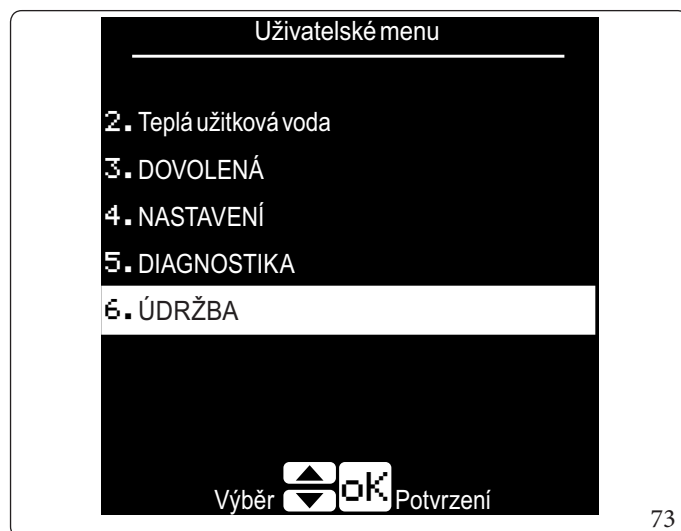 Uživatelské menu
2. Teplá užitková voda
3. DOVOLENÁ
4. NASTAVENÍ
5. DIAGNOSTIKA
6. ÚDRŽBA
Výběr oK Potvrzení
73